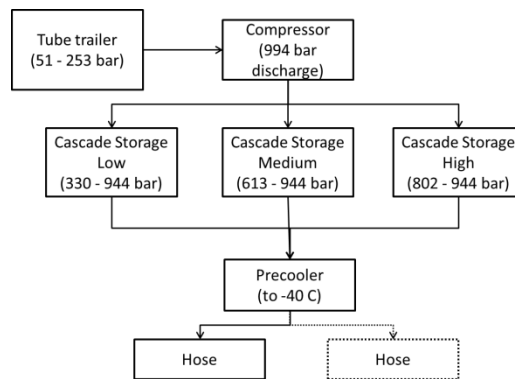 Tube trailer
(51 - 253 bar)
Compressor
(994 bar
discharge)
Cascade Storage
Low
(330 - 944 bar)
Cascade Storage
Medium
(613 - 944 bar)
Cascade Storage
High
(802 - 944 bar)
Precooler
(to -40 C)
Hose
Hose